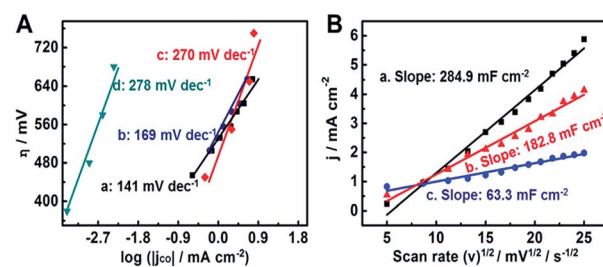 A
B
720
640
560
480
400
-2.7
-1.8
-0.9
0.0
0.9
1.8
η / mV
log (|jco| / mA cm-2)
c: 270 mV dec-1
d: 278 mV dec-1
b: 169 mV dec-1
a: 141 mV dec-1
6
5
4
3
2
1
0
5
10
15
20
25
j / mA cm-2
Scan rate (v)1/2 / mV1/2 / s-1/2
a. Slope: 284.9 mF cm-2
b. Slope: 182.8 mF cm-2
c. Slope: 63.3 mF cm-2